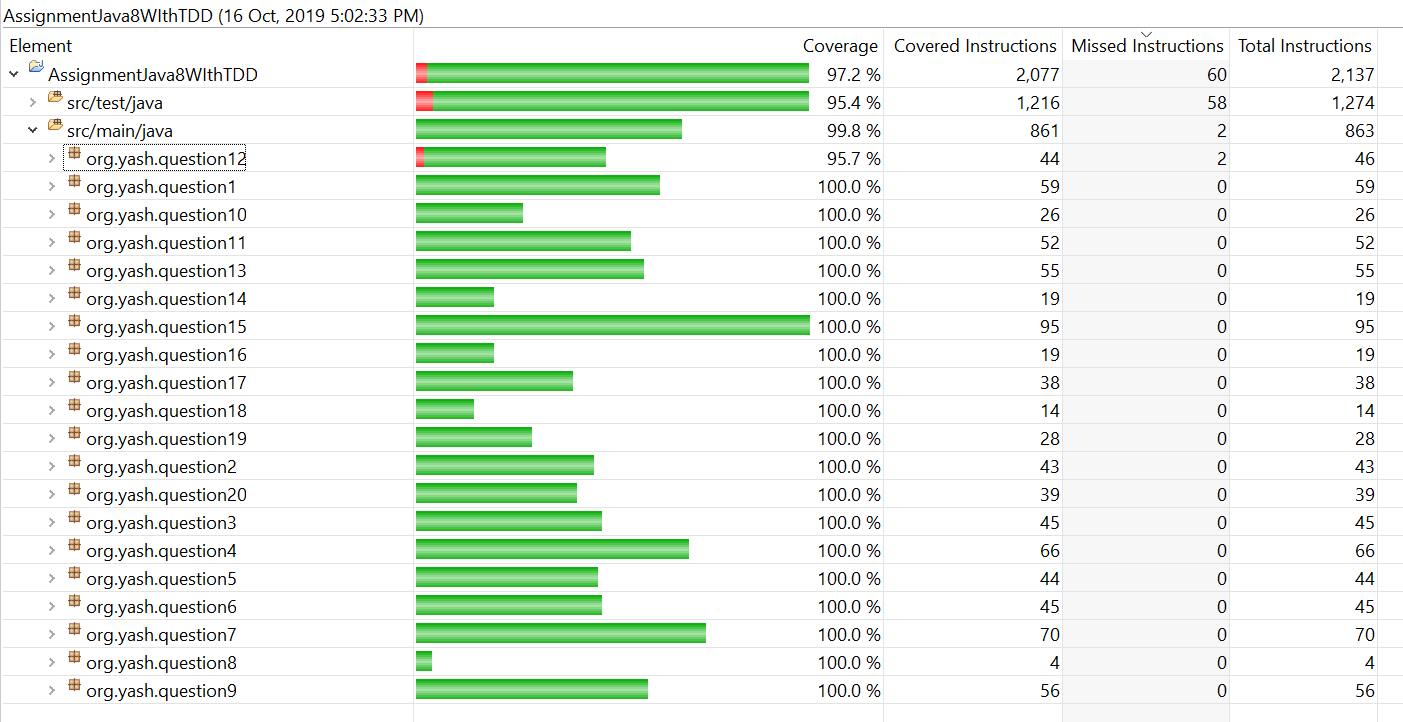 AssignmentJava8WIthTDD (16 Oct, 2019 5:02:33 PM)
Element Coverage Covered Instructions Missed Instructions Total Instructions
AssignmentJava8WIthTDD 97.2 % 2,077 60 2,137
src/test/java 95.4 % 1,216 58 1,274
src/main/java 99.8 % 861 2 863
org.yash.question12 95.7 % 44 2 46
org.yash.question1 100.0 % 59 0 59
org.yash.question10 100.0 % 26 0 26
org.yash.question11 100.0 % 52 0 52
org.yash.question13 100.0 % 55 0 55
org.yash.question14 100.0 % 19 0 19
org.yash.question15 100.0 % 95 0 95
org.yash.question16 100.0 % 19 0 19
org.yash.question17 100.0 % 38 0 38
org.yash.question18 100.0 % 14 0 14
org.yash.question19 100.0 % 28 0 28
org.yash.question2 100.0 % 43 0 43
org.yash.question20 100.0 % 39 0 39
org.yash.question3 100.0 % 45 0 45
org.yash.question4 100.0 % 66 0 66
org.yash.question5 100.0 % 44 0 44
org.yash.question6 100.0 % 45 0 45
org.yash.question7 100.0 % 70 0 70
org.yash.question8 100.0 % 4 0 4
org.yash.question9 100.0 % 56 0 56